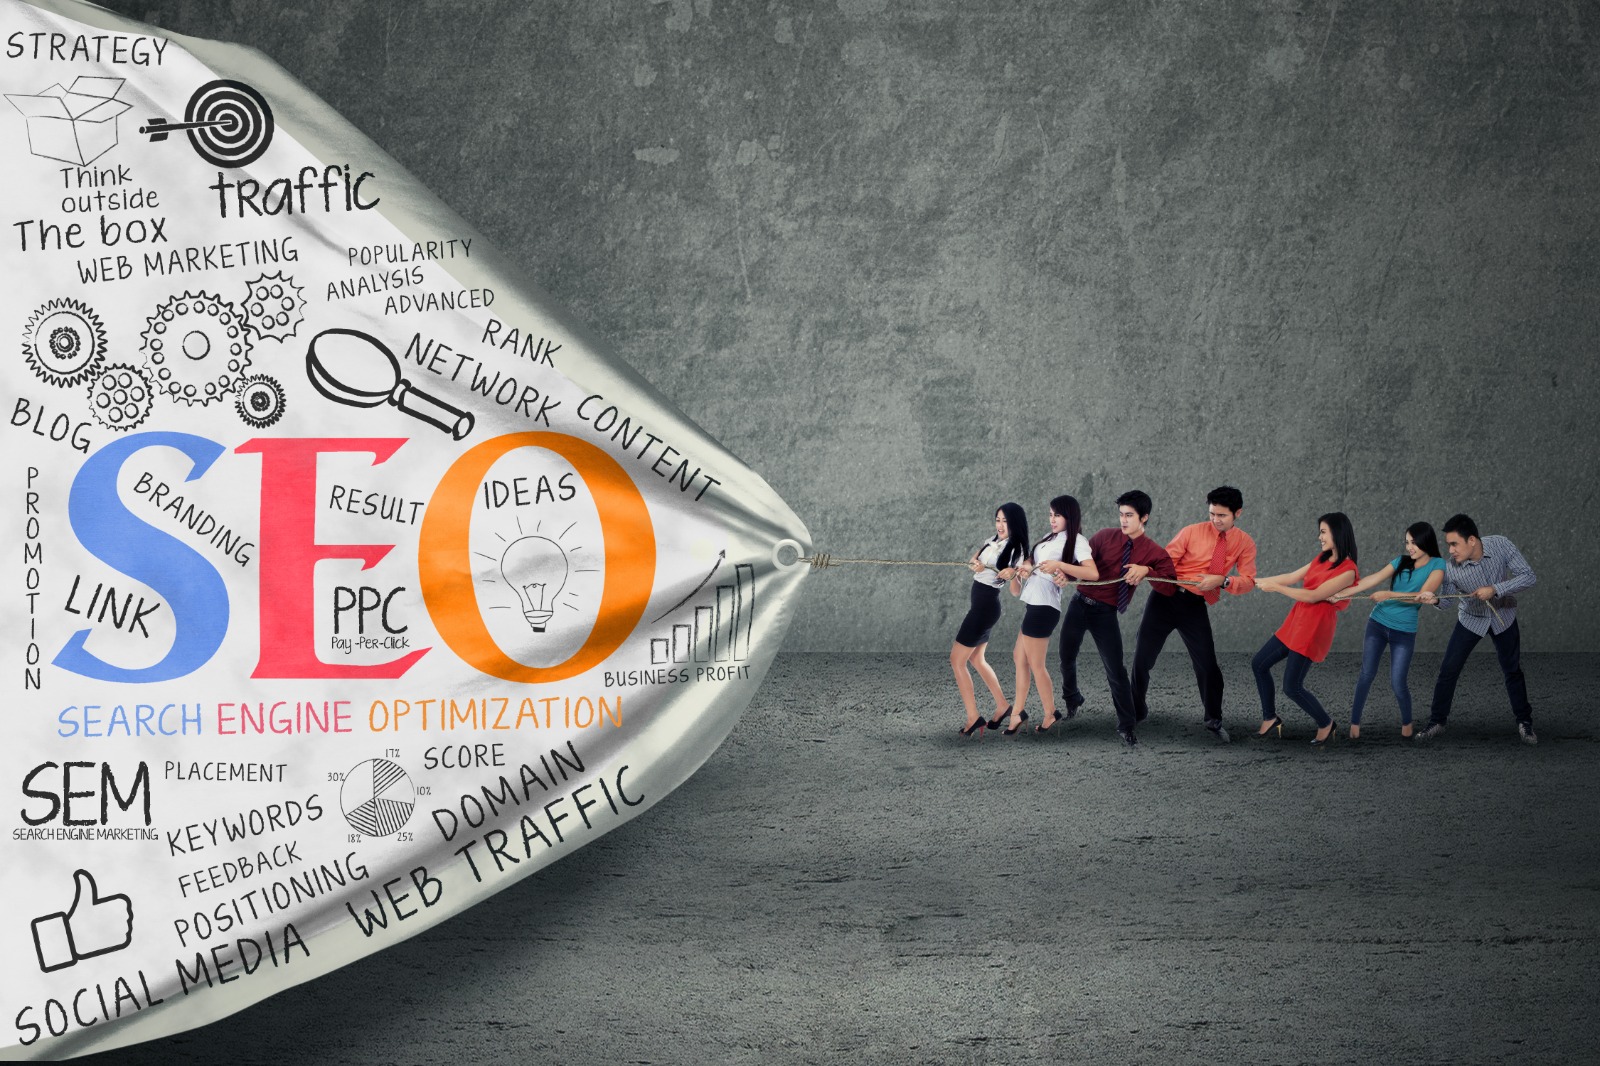 STRATEGY
Think
outside
The box
traffic
WEB MARKETING
POPULARITY
ANALYSIS
ADVANCED
RANK
NETWORK
CONTENT
BLOG
PROMOTION
SEO
BRANDING
LINK
RESULT
PPC
Pay-Per-Click
IDEAS
BUSINESS PROFIT
SEARCH ENGINE OPTIMIZATION
SEM
SEARCH ENGINE MARKETING
PLACEMENT
17%
30%
10%
18%
25%
SCORE
DOMAIN
KEYWORDS
FEEDBACK
POSITIONING
WEB TRAFFIC
SOCIAL MEDIA